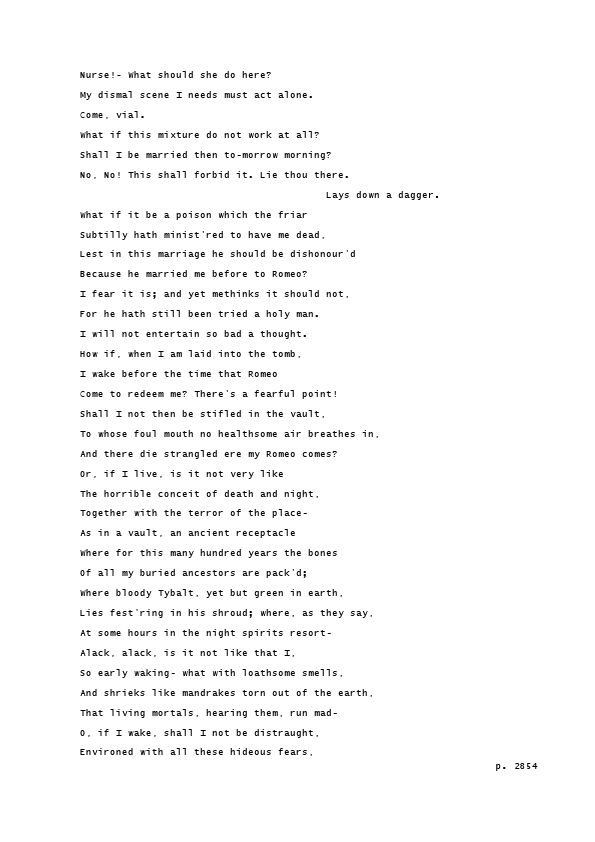 Nurse!- What should she do here?
My dismal scene I needs must act alone.
Come, vial.
What if this mixture do not work at all?
Shall I be married then to-morrow morning?
No, No! This shall forbid it. Lie thou there.
Lays down a dagger.
What if it be a poison which the friar
Subtilly hath minist'red to have me dead,
Lest in this marriage he should be dishonour'd
Because he married me before to Romeo?
I fear it is; and yet methinks it should not,
For he hath still been tried a holy man.
I will not entertain so bad a thought.
How if, when I am laid into the tomb,
I wake before the time that Romeo
Come to redeem me? There's a fearful point!
Shall I not then be stifled in the vault,
To whose foul mouth no healthsome air breathes in,
And there die strangled ere my Romeo comes?
Or, if I live, is it not very like
The horrible conceit of death and night,
Together with the terror of the place-
As in a vault, an ancient receptacle
Where for this many hundred years the bones
Of all my buried ancestors are pack'd;
Where bloody Tybalt, yet but green in earth,
Lies fest'ring in his shroud; where, as they say,
At some hours in the night spirits resort-
Alack, alack, is it not like that I,
So early waking- what with loathsome smells,
And shrieks like mandrakes torn out of the earth,
That living mortals, hearing them, run mad-
O, if I wake, shall I not be distraught,
Environed with all these hideous fears,
p. 2854